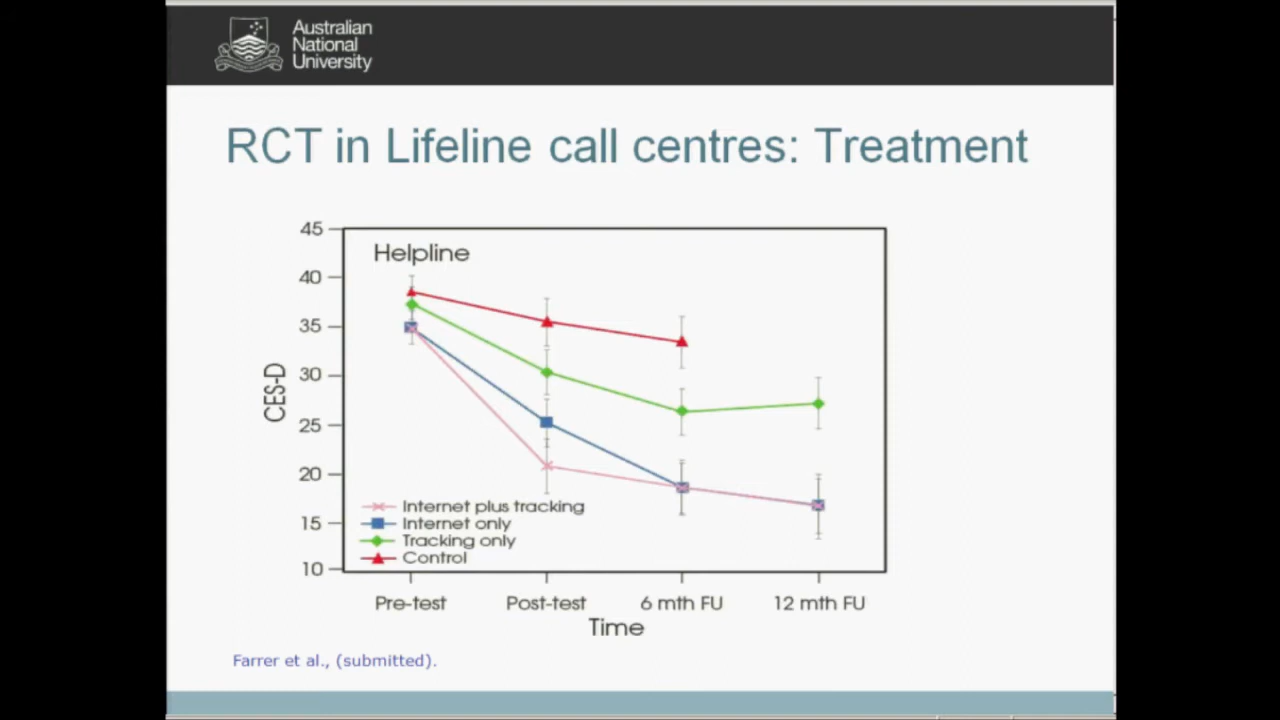 Australian
National
University
RCT in Lifeline call centres: Treatment
Helpline
45
40
35
30
25
20
15
10
CES-D
Internet plus tracking
Internet only
Tracking only
Control
Pre-test Post-test 6 mth FU 12 mth FU
Time
Farrer et al., (submitted).